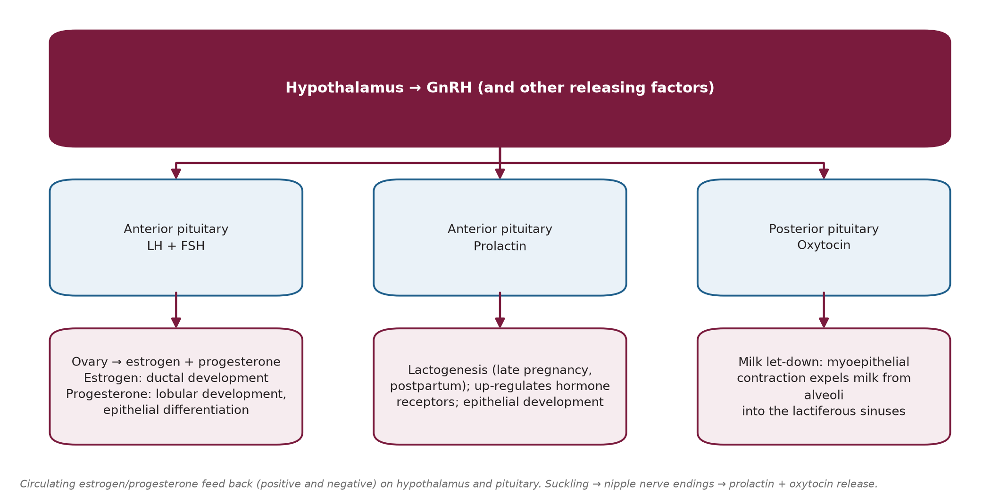 Hypothalamus → GnRH (and other releasing factors)
Anterior pituitary
LH + FSH
Anterior pituitary
Prolactin
Posterior pituitary
Oxytocin
Ovary → estrogen + progesterone
Estrogen: ductal development
Progesterone: lobular development,
epithelial differentiation
Lactogenesis (late pregnancy,
postpartum); up-regulates hormone
receptors; epithelial development
Milk let-down: myoepithelial
contraction expels milk from
alveoli
into the lactiferous sinuses
Circulating estrogen/progesterone feed back (positive and negative) on hypothalamus and pituitary. Suckling → nipple nerve endings → prolactin + oxytocin release.